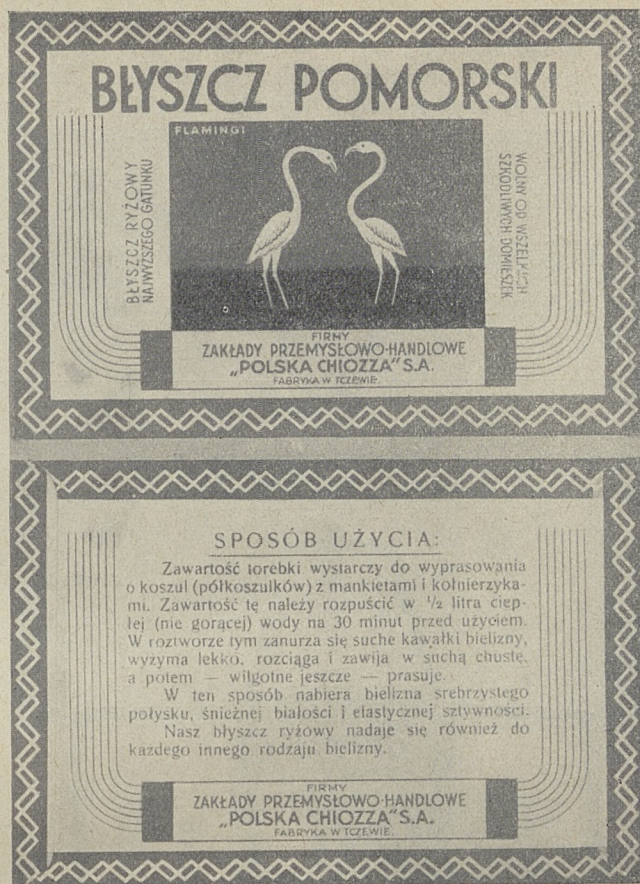 BŁYSZCZ POMORSKI
FLAMINGI
BŁYSZCZ RYŻOWY
NAJWYŻSZEGO GATUNKU
WOLNY OD WSZELKICH
SZKODLIWYCH DOMIESZEK
FIRMY
ZAKŁADY PRZEMYSŁOWO-HANDLOWE
„POLSKA CHIOZZA" S.A.
FABRYKA W TCZEWIE.
SPOSÓB UŻYCIA:
Zawartość torebki wystarczy do wyprasowania
o koszul (półkoszulków) z mankietami i kołnierzyka-
mi. Zawartość tę należy rozpuścić w ½ litra ciep-
łej (nie gorącej) wody na 30 minut przed użyciem.
W roztworze tym zanurza się suche kawałki bielizny,
wyżyma lekko, rozciąga i zawija w suchą chustę,
a potem — wilgotne jeszcze — prasuje.
W ten sposób nabiera bielizna srebrzystego
połysku, śnieżnej białości i elastycznej sztywności.
Nasz błyszcz ryżowy nadaje się również do
każdego innego rodzaju bielizny.
FIRMY
ZAKŁADY PRZEMYSŁOWO-HANDLOWE
„POLSKA CHIOZZA" S.A.
FABRYKA W TCZEWIE.